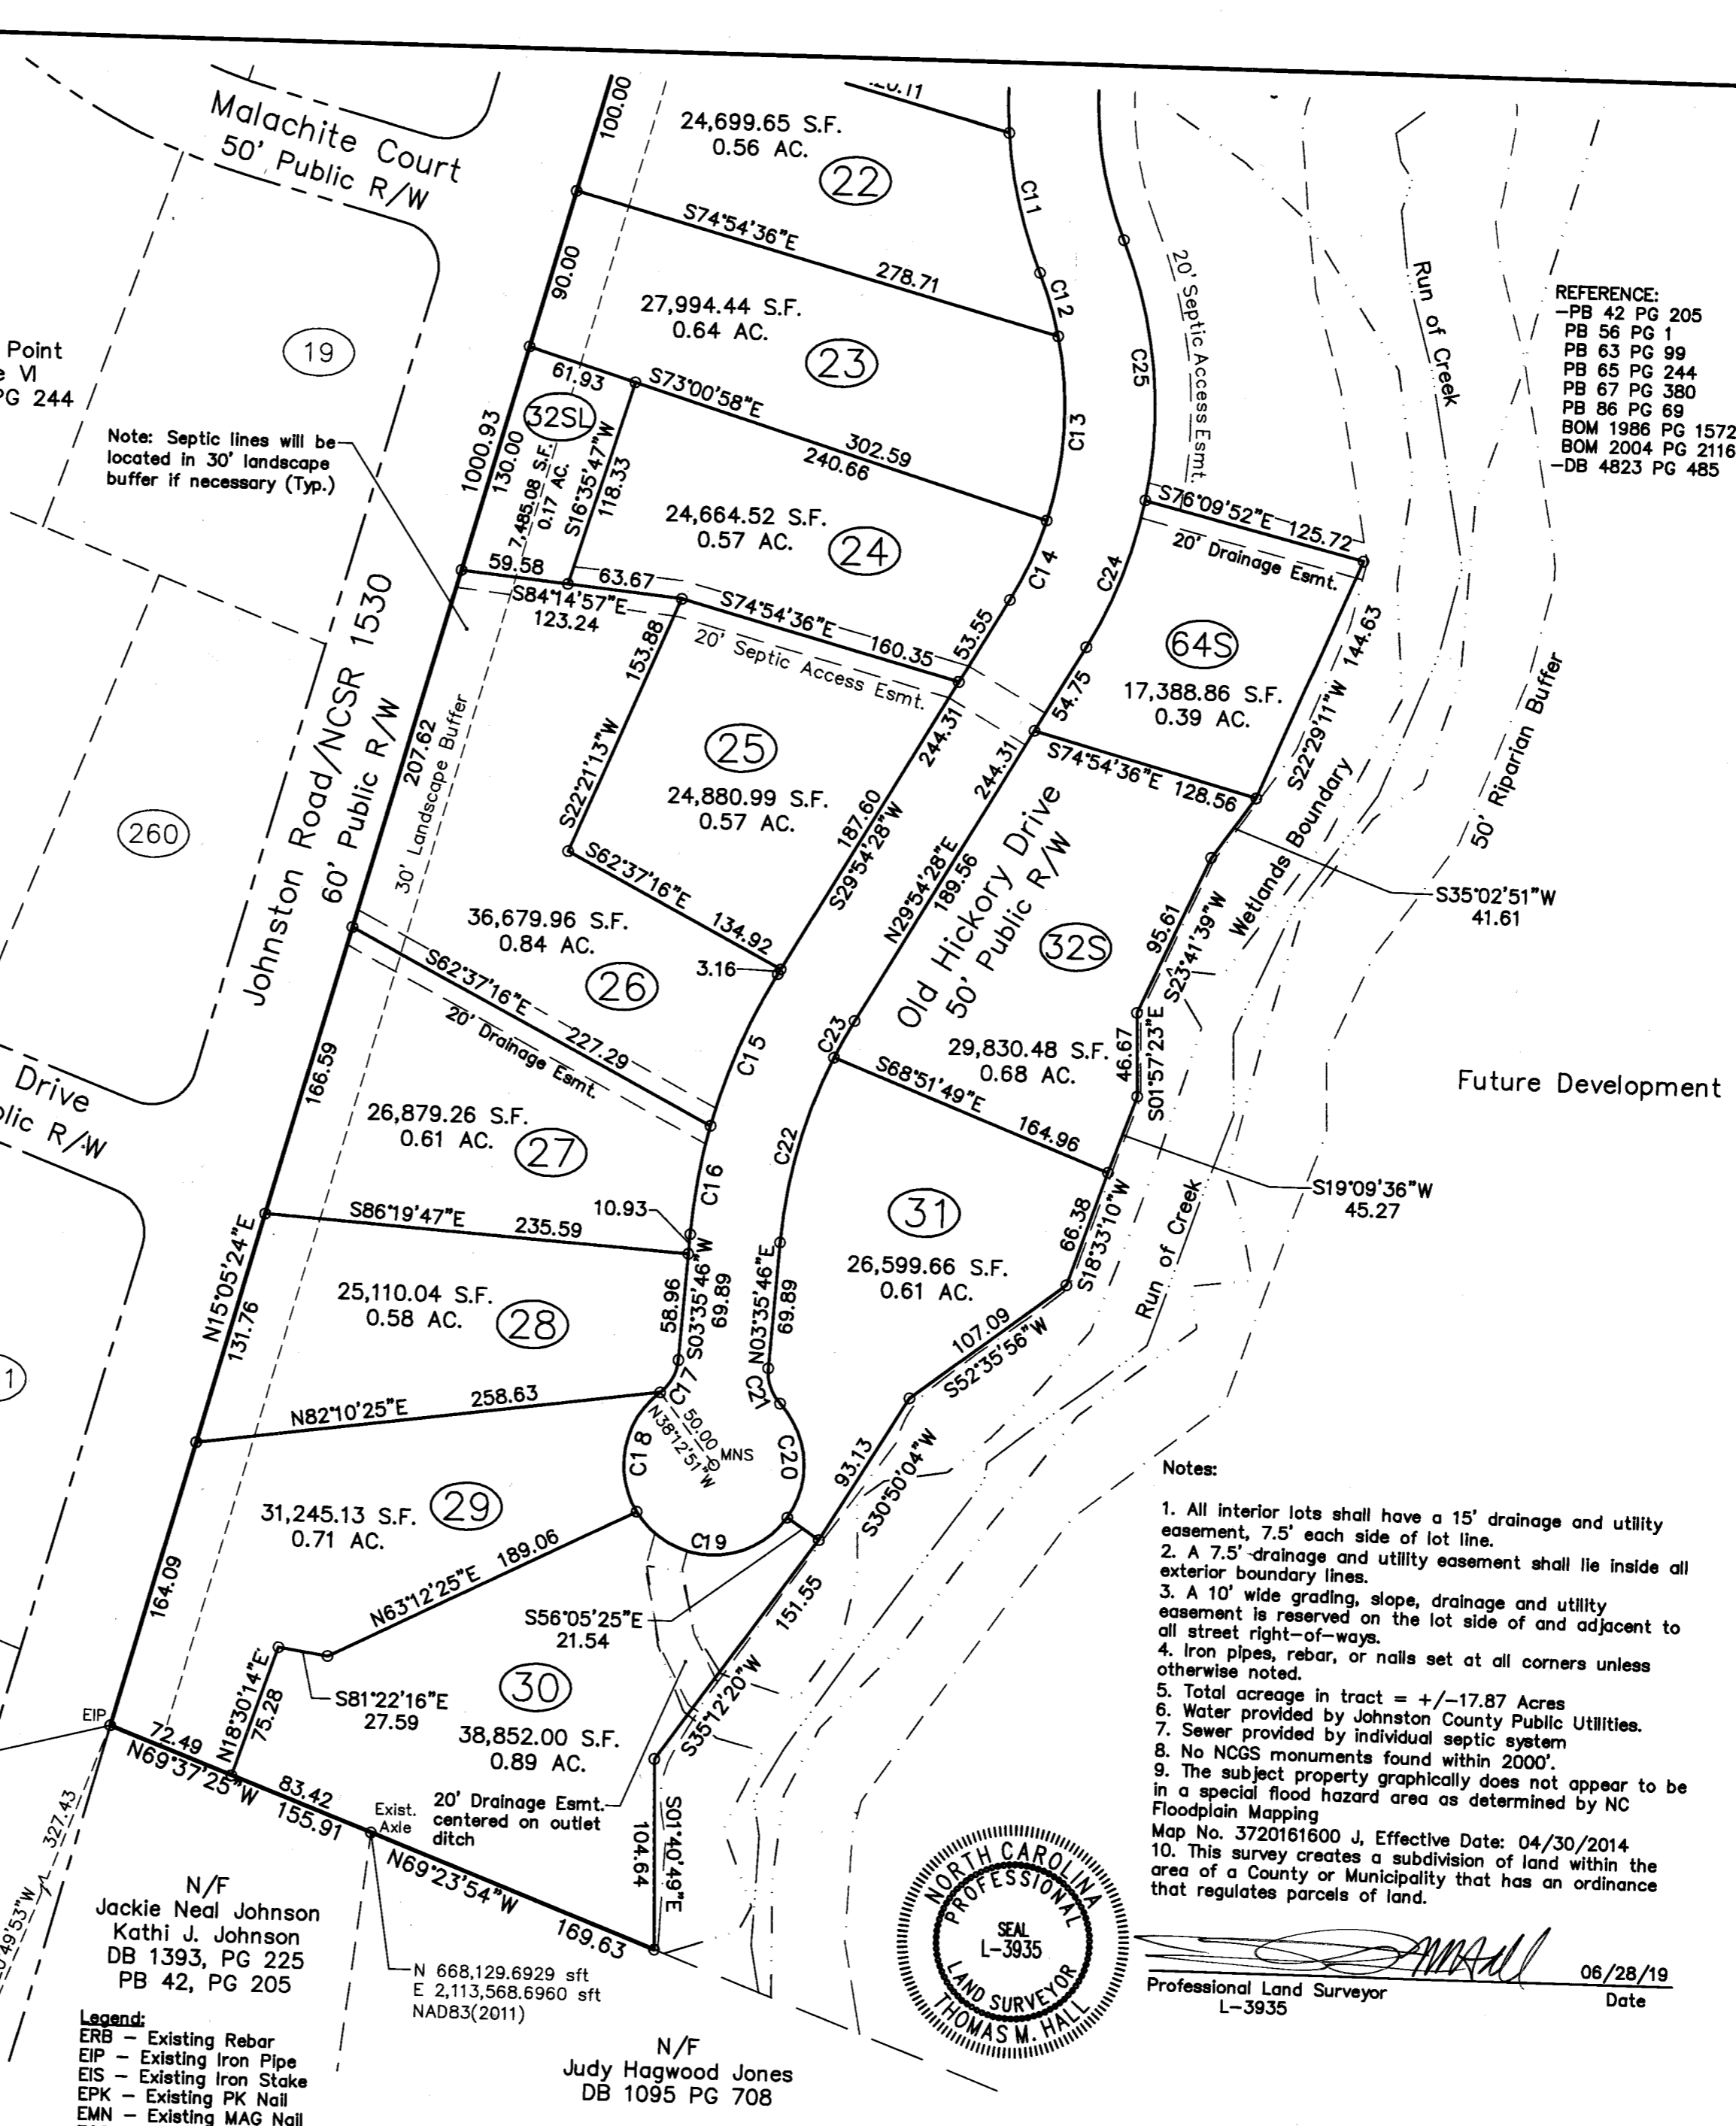 Malachite Court
50' Public R/W
100.00
24,699.65 S.F.
0.56 AC.
22
C11
S74°54'36"E
278.71
90.00
C12
20' Septic Access Esmt.
Run of Creek
REFERENCE:
-PB 42 PG 205
PB 56 PG 1
PB 63 PG 99
PB 65 PG 244
PB 67 PG 380
PB 86 PG 69
BOM 1986 PG 1572
BOM 2004 PG 2116
-DB 4823 PG 485
27,994.44 S.F.
0.64 AC.
23
19
Point
VI
PG 244
C25
C13
61.93
S73°00'58"E
302.59
240.66
32SL
7,485.08 S.F.
0.17 AC.
S16°35'47"W
118.33
1000.93
130.00
Note: Septic lines will be
located in 30' landscape
buffer if necessary (Typ.)
24,664.52 S.F.
0.57 AC.
24
C14
C24
S76°09'52"E 125.72
20' Drainage Esmt.
59.58
63.67
S84°14'57"E
123.24
S74°54'36"E 160.35
53.55
20' Septic Access Esmt.
64S
17,388.86 S.F.
0.39 AC.
144.63
S22°29'11"W
54.75
S74°54'36"E 128.56
Johnston Road/NCSR 1530
60' Public R/W
207.62
30' Landscape Buffer
153.88
S22°21'13"W
25
24,880.99 S.F.
0.57 AC.
244.31
187.60
S29°54'28"W
244.31
N29°54'28"E
189.56
Old Hickory Drive
50' Public R/W
Wetlands Boundary
50' Riparian Buffer
S35°02'51"W
41.61
260
S62°37'16"E
134.92
3.16
36,679.96 S.F.
0.84 AC.
26
32S
95.61
S23°41'39"W
S62°37'16"E 227.29
20' Drainage Esmt.
C15
C23
29,830.48 S.F.
0.68 AC.
46.67
S01°57'23"E
S68°51'49"E
164.96
Future Development
Drive
R/W
166.59
26,879.26 S.F.
0.61 AC.
27
C16
C22
S19°09'36"W
45.27
10.93
S86°19'47"E 235.59
31
26,599.66 S.F.
0.61 AC.
66.38
S18°33'10"W
Run of Creek
N15°05'24"E
131.76
25,110.04 S.F.
0.58 AC.
28
58.96
S03°35'46"W
69.89
N03°35'46"E
69.89
107.09
S52°35'56"W
1
N82°10'25"E 258.63
C17
C21
50.00
N38°12'51"W
MNS
C18
C20
C19
93.13
S30°50'04"W
31,245.13 S.F.
0.71 AC.
29
164.09
N63°12'25"E 189.06
S56°05'25"E
21.54
151.55
S35°12'20"W
N18°30'14"E
75.28
S81°22'16"E
27.59
30
38,852.00 S.F.
0.89 AC.
EIP
72.49
N69°37'25"W
83.42
155.91
Exist.
Axle
20' Drainage Esmt.
centered on outlet
ditch
104.64
S01°40'49"E
N69°23'54"W
169.63
327.43
49'53"W
N/F
Jackie Neal Johnson
Kathi J. Johnson
DB 1393, PG 225
PB 42, PG 205
N 668,129.6929 sft
E 2,113,568.6960 sft
NAD83(2011)
N/F
Judy Hagwood Jones
DB 1095 PG 708
Legend:
ERB - Existing Rebar
EIP - Existing Iron Pipe
EIS - Existing Iron Stake
EPK - Existing PK Nail
EMN - Existing MAG Nail
Notes:
1. All interior lots shall have a 15' drainage and utility
easement, 7.5' each side of lot line.
2. A 7.5' drainage and utility easement shall lie inside all
exterior boundary lines.
3. A 10' wide grading, slope, drainage and utility
easement is reserved on the lot side of and adjacent to
all street right-of-ways.
4. Iron pipes, rebar, or nails set at all corners unless
otherwise noted.
5. Total acreage in tract = +/-17.87 Acres
6. Water provided by Johnston County Public Utilities.
7. Sewer provided by individual septic system
8. No NCGS monuments found within 2000'.
9. The subject property graphically does not appear to be
in a special flood hazard area as determined by NC
Floodplain Mapping
Map No. 3720161600 J, Effective Date: 04/30/2014
10. This survey creates a subdivision of land within the
area of a County or Municipality that has an ordinance
that regulates parcels of land.
NORTH CAROLINA
PROFESSIONAL
SEAL
L-3935
LAND SURVEYOR
THOMAS M. HALL
Professional Land Surveyor
L-3935
06/28/19
Date